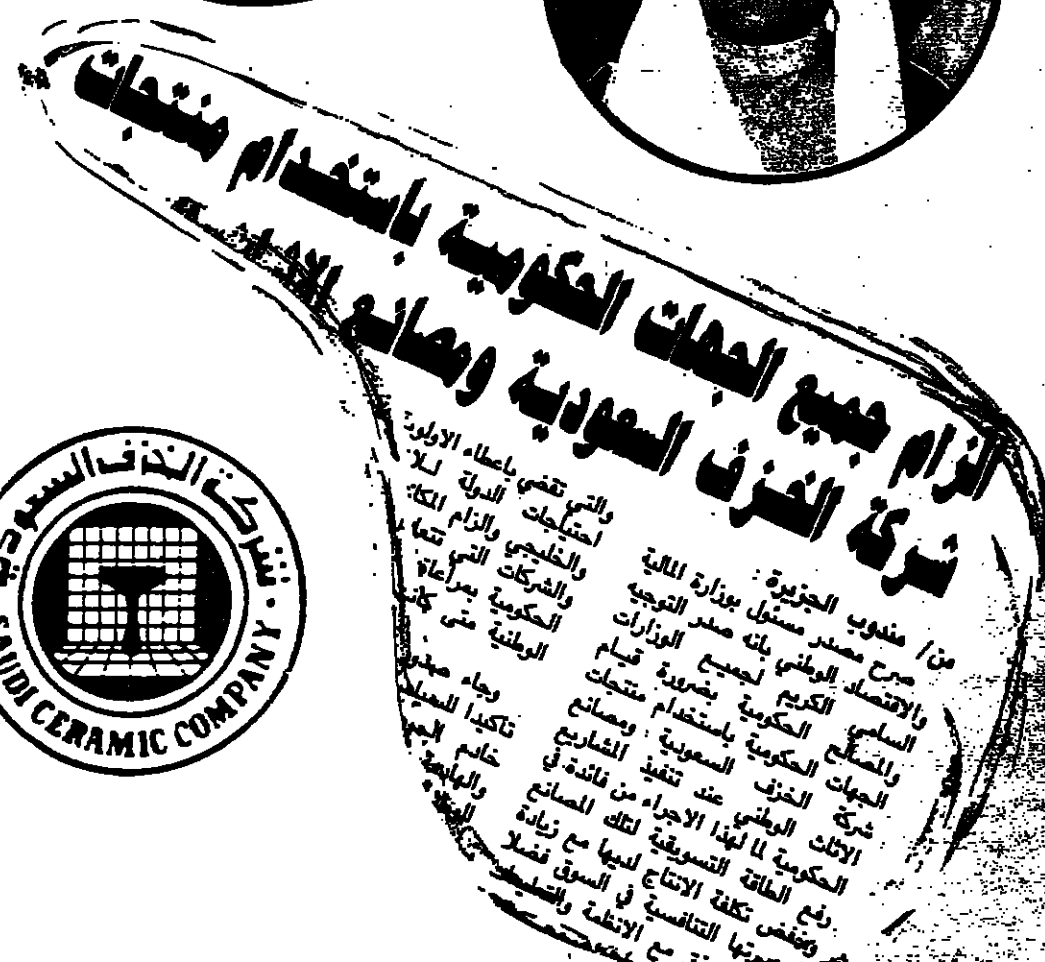 الزام جميع الجهات الحكومية باستخدام منتجات
شركة الخزف السعودية ومصانع الاثاث
من/ مندوب الجزيرة :
صرح مصدر مسئول بوزارة المالية
والاقتصاد الوطني بانه صدر التوجيه
السامي الكريم لجميع الوزارات
والمصالح الحكومية بضرورة قيام
الجهات الحكومية باستخدام منتجات
شركة الخزف السعودية ومصانع
الاثاث الوطني عند تنفيذ المشاريع
الحكومية لما لهذا الاجراء من فائدة في
رفع الطاقة التسويقية لتلك المصانع
وتخفض تكلفة الانتاج لديها مع زيادة
التنافسية في السوق فضلا
مع الانظمة
والتي تقضي باعطاء
احتياجات الدولة
والخليجي والزام
والشركات التي
الحكومية بمراعاة
الوطنية متى
وجاء
تاكيدا
خادم
شركة الخزف السعودية
SAUDI CERAMIC COMPANY